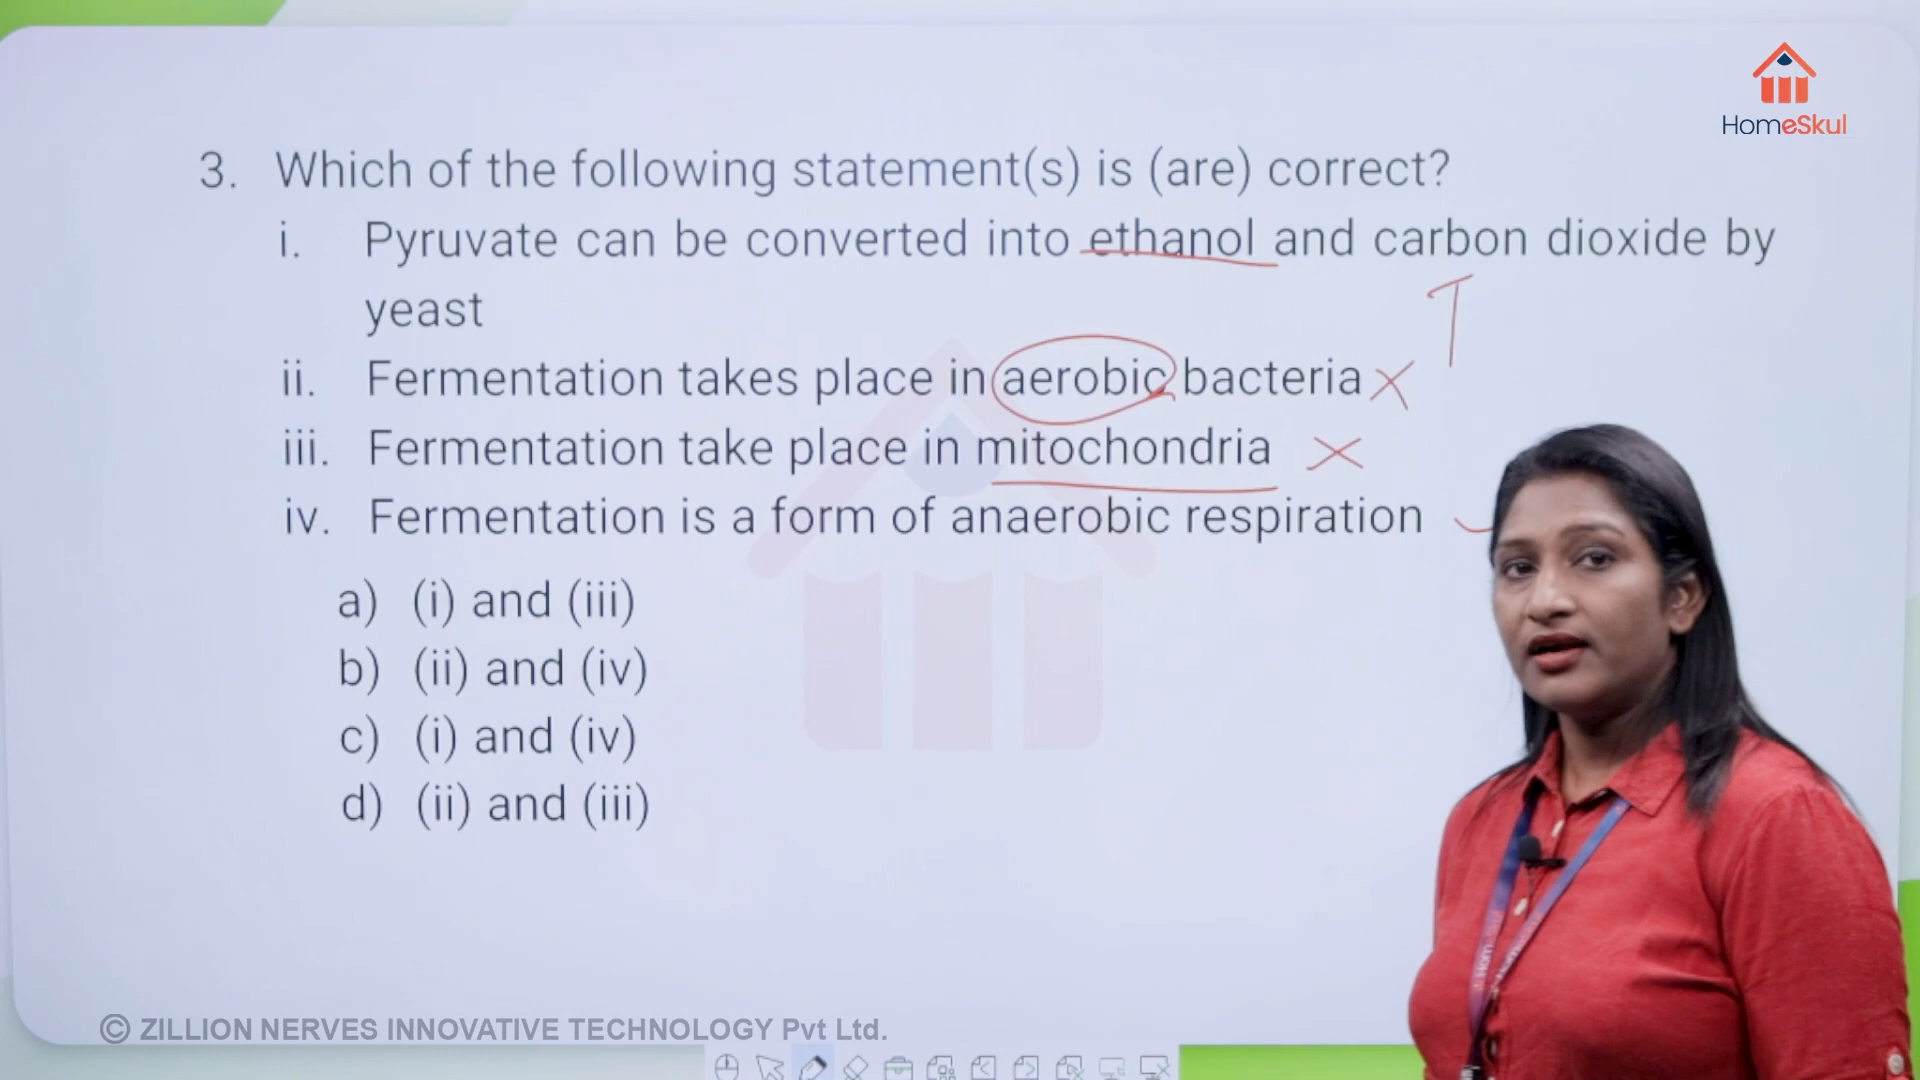 HomeSkul
3. Which of the following statement(s) is (are) correct?
i. Pyruvate can be converted into ethanol and carbon dioxide by
yeast
T
ii. Fermentation takes place in aerobic bacteria X
iii. Fermentation take place in mitochondria X
iv. Fermentation is a form of anaerobic respiration
a) (i) and (iii)
b) (ii) and (iv)
c) (i) and (iv)
d) (ii) and (iii)
© ZILLION NERVES INNOVATIVE TECHNOLOGY Pvt Ltd.